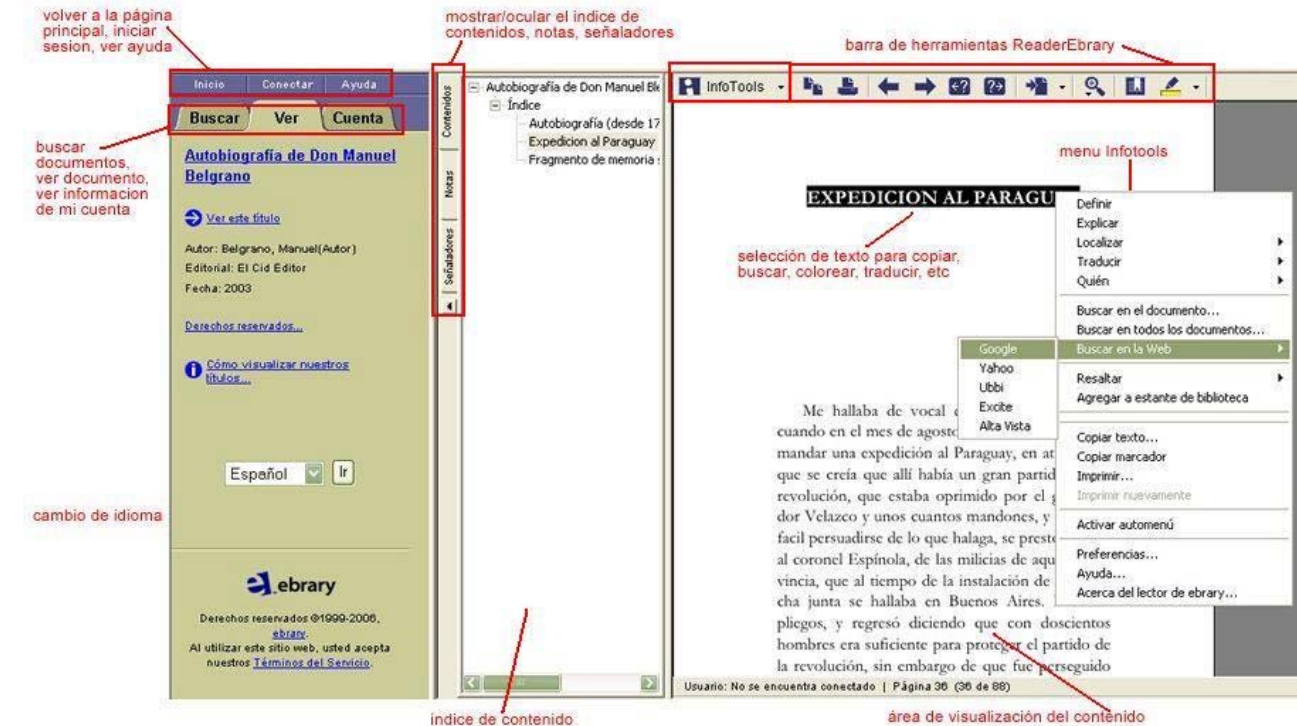 volver a la página
principal, iniciar
sesion, ver ayuda
mostrar/ocular el indice de
contenidos, notas, señaladores
barra de herramientas ReaderEbrary
Inicio Conectar Ayuda
Buscar Ver Cuenta
buscar
documentos,
ver documento,
ver informacion
de mi cuenta
Autobiografía de Don Manuel
Belgrano
Ver este título
Autor: Belgrano, Manuel(Autor)
Editorial: El Cid Editor
Fecha: 2003
Derechos reservados...
Cómo visualizar nuestros
títulos...
Español Ir
cambio de idioma
ebrary
Derechos reservados @1999-2006,
ebrary.
Al utilizar este sitio web, usted acepta
nuestros Términos del Servicio.
Contenidos
Notas
Señaladores
Autobiografía de Don Manuel Ble
Índice
Autobiografía (desde 17
Expedicion al Paraguay
Fragmento de memoria
indice de contenido
InfoTools
menu Infotools
EXPEDICION AL PARAGU
selección de texto para copiar,
buscar, colorear, traducir, etc
Definir
Explicar
Localizar
Traducir
Quién
Buscar en el documento...
Buscar en todos los documentos...
Buscar en la Web
Resaltar
Agregar a estante de biblioteca
Copiar texto...
Copiar marcador
Imprimir...
Imprimir nuevamente
Activar automenú
Preferencias...
Ayuda...
Acerca del lector de ebrary...
Google
Yahoo
Ubbi
Excite
Alta Vista
Me hallaba de vocal
cuando en el mes de agosto
mandar una expedición al Paraguay, en at
que se creía que allí había un gran partid
revolución, que estaba oprimido por el
dor Velazco y unos cuantos mandones, y
facil persuadirse de lo que halaga, se prest
al coronel Espínola, de las milicias de aqu
vincia, que al tiempo de la instalación de
cha junta se hallaba en Buenos Aires.
pliegos, y regresó diciendo que con doscientos
hombres era suficiente para proteger el partido de
la revolución, sin embargo de que fue perseguido
Usuario: No se encuentra conectado | Página 36 (36 de 88)
área de visualización del contenido